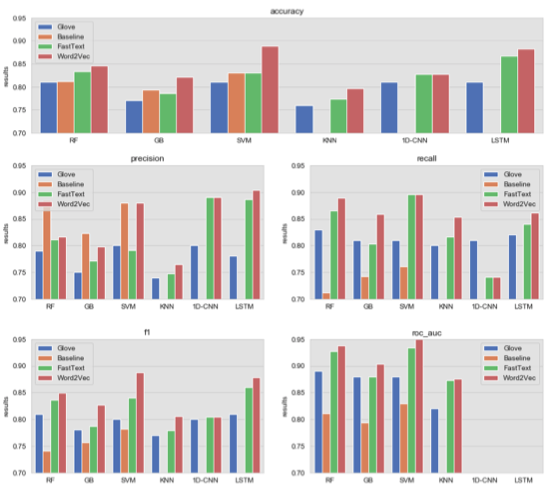 accuracy
0.95
0.90
0.85
0.80
0.75
0.70
results
Glove
Baseline
FastText
Word2Vec
RF GB SVM KNN 1D-CNN LSTM
precision
0.95
0.90
0.85
0.80
0.75
0.70
results
Glove
Baseline
FastText
Word2Vec
RF GB SVM KNN 1D-CNN LSTM
recall
0.95
0.90
0.85
0.80
0.75
0.70
results
Glove
Baseline
FastText
Word2Vec
RF GB SVM KNN 1D-CNN LSTM
f1
0.95
0.90
0.85
0.80
0.75
0.70
results
Glove
Baseline
FastText
Word2Vec
RF GB SVM KNN 1D-CNN LSTM
roc_auc
0.95
0.90
0.85
0.80
0.75
0.70
results
Glove
Baseline
FastText
Word2Vec
RF GB SVM KNN 1D-CNN LSTM